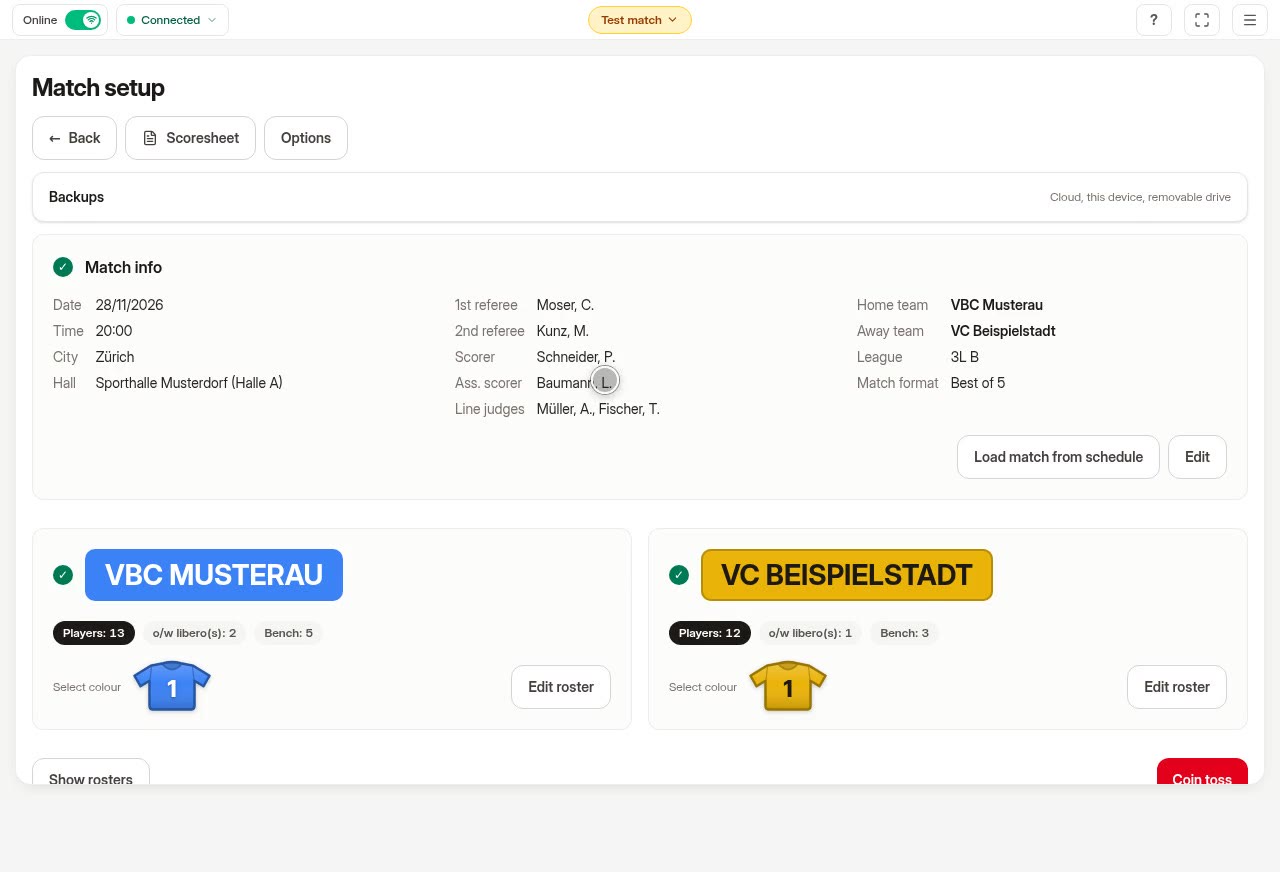 Online
Connected
Test match
?
Match setup
← Back
Scoresheet
Options
Backups
Cloud, this device, removable drive
✓ Match info
Date 28/11/2026
Time 20:00
City Zürich
Hall Sporthalle Musterdorf (Halle A)
1st referee Moser, C.
2nd referee Kunz, M.
Scorer Schneider, P.
Ass. scorer Baumann, L.
Line judges Müller, A., Fischer, T.
Home team VBC Musterau
Away team VC Beispielstadt
League 3L B
Match format Best of 5
Load match from schedule
Edit
✓ VBC MUSTERAU
Players: 13
o/w libero(s): 2
Bench: 5
Select colour
1
Edit roster
✓ VC BEISPIELSTADT
Players: 12
o/w libero(s): 1
Bench: 3
Select colour
1
Edit roster
Show rosters
Coin toss